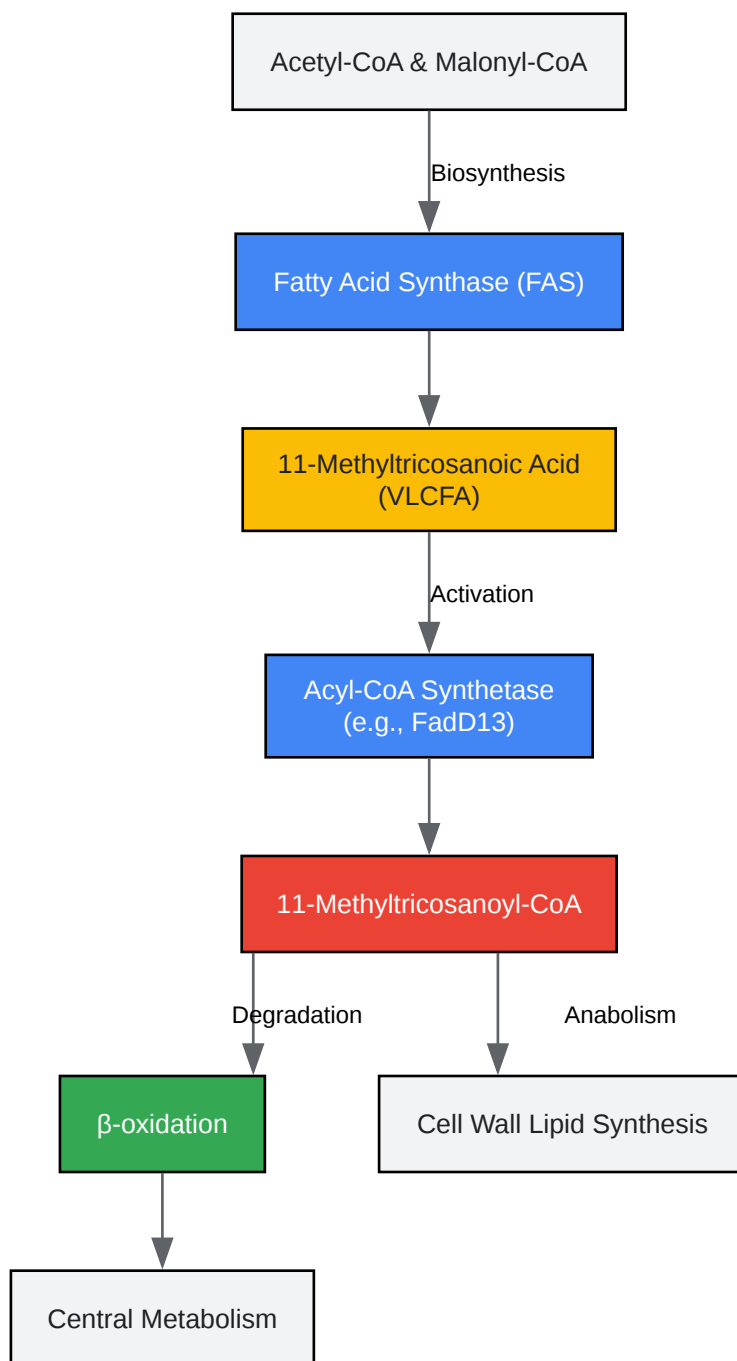 Acetyl-CoA & Malonyl-CoA
Biosynthesis
Fatty Acid Synthase (FAS)
11-Methyltricosanoic Acid
(VLCFA)
Activation
Acyl-CoA Synthetase
(e.g., FadD13)
11-Methyltricosanoyl-CoA
Degradation
Anabolism
β-oxidation
Cell Wall Lipid Synthesis
Central Metabolism